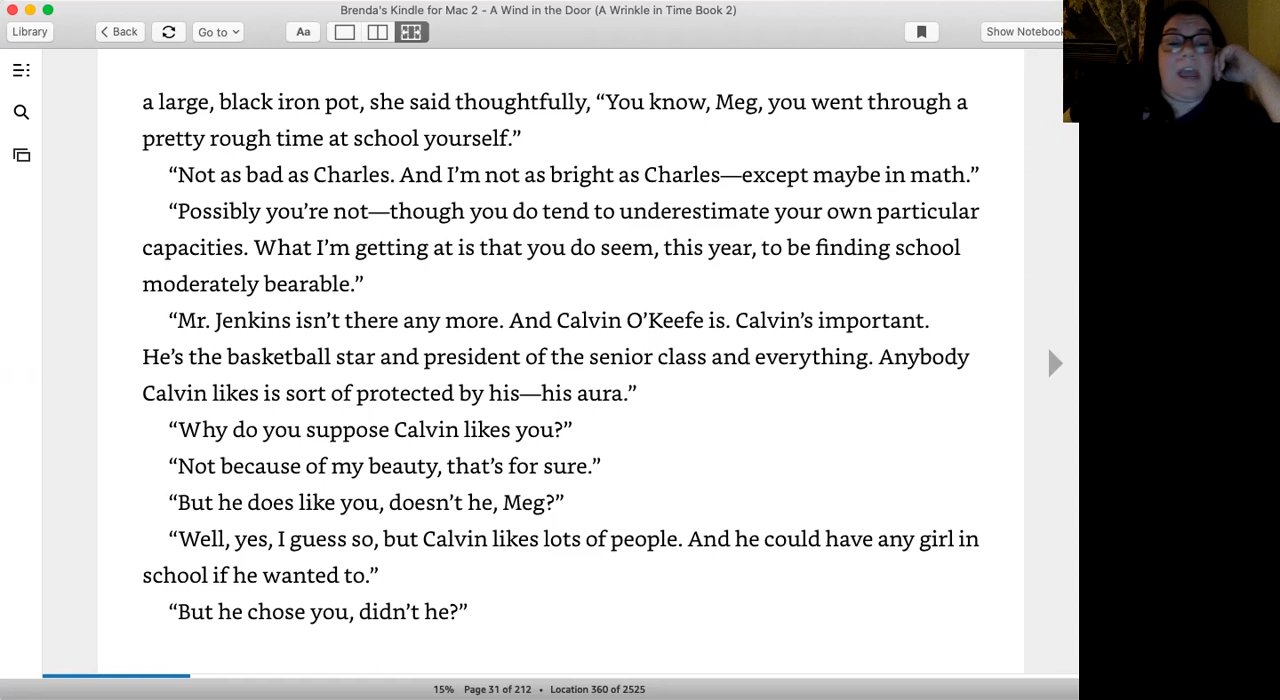 Brenda's Kindle for Mac 2 - A Wind in the Door (A Wrinkle in Time Book 2)
Library
Back
Go to
Aa
Show Notebook
a large, black iron pot, she said thoughtfully, “You know, Meg, you went through a
pretty rough time at school yourself.”
“Not as bad as Charles. And I’m not as bright as Charles—except maybe in math.”
“Possibly you’re not—though you do tend to underestimate your own particular
capacities. What I’m getting at is that you do seem, this year, to be finding school
moderately bearable.”
“Mr. Jenkins isn’t there any more. And Calvin O’Keefe is. Calvin’s important.
He’s the basketball star and president of the senior class and everything. Anybody
Calvin likes is sort of protected by his—his aura.”
“Why do you suppose Calvin likes you?”
“Not because of my beauty, that’s for sure.”
“But he does like you, doesn’t he, Meg?”
“Well, yes, I guess so, but Calvin likes lots of people. And he could have any girl in
school if he wanted to.”
“But he chose you, didn’t he?”
15% Page 31 of 212 • Location 360 of 2525